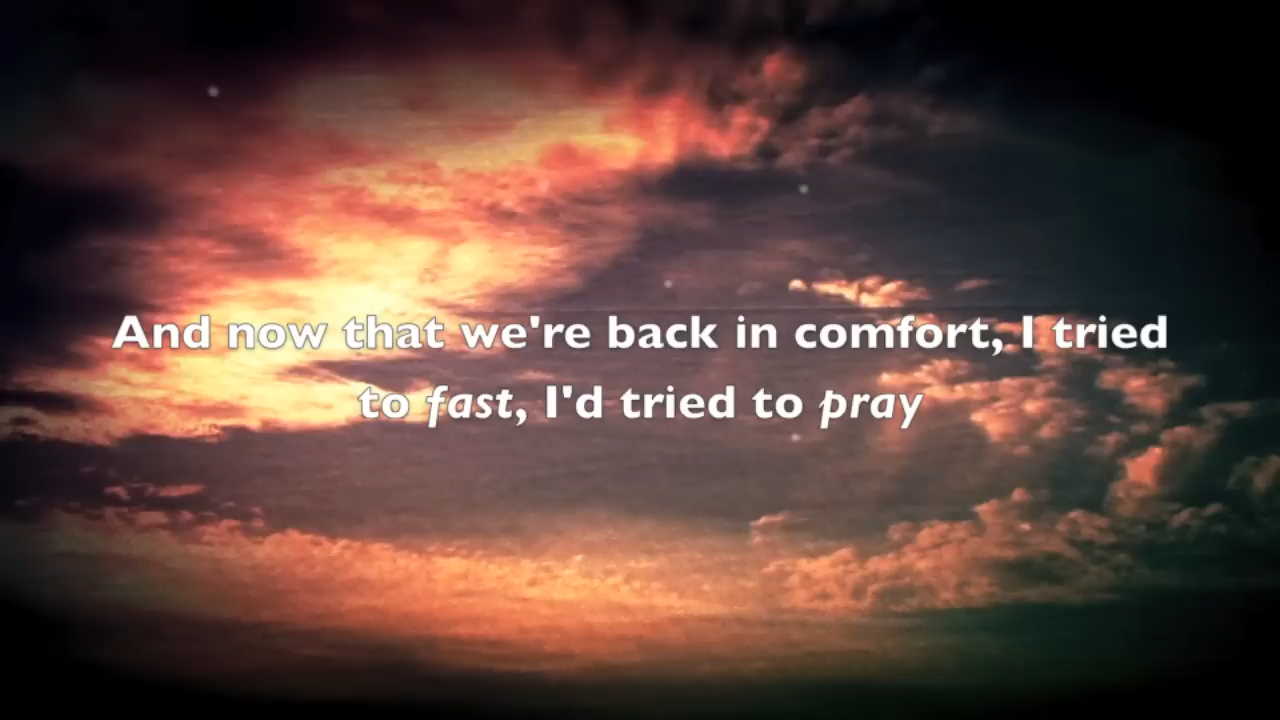 And now that we're back in comfort, I tried
to fast, I'd tried to pray